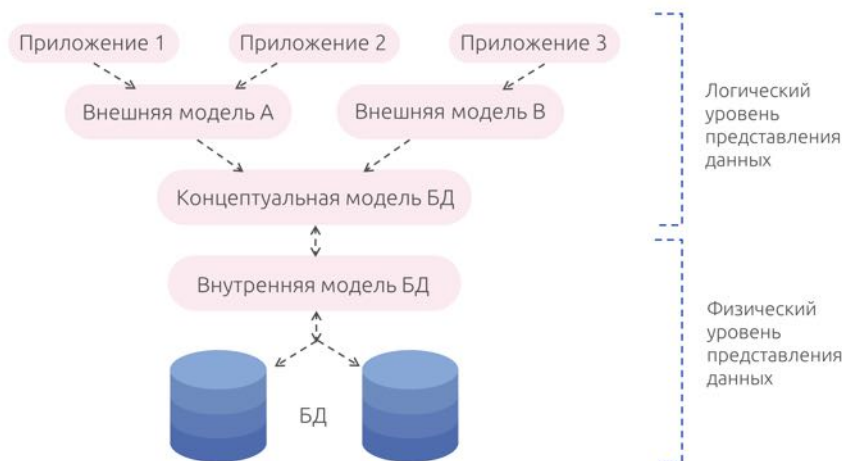 Приложение 1
Приложение 2
Приложение 3
Внешняя модель А
Внешняя модель В
Концептуальная модель БД
Внутренняя модель БД
БД
Логический
уровень
представления
данных
Физический
уровень
представления
данных